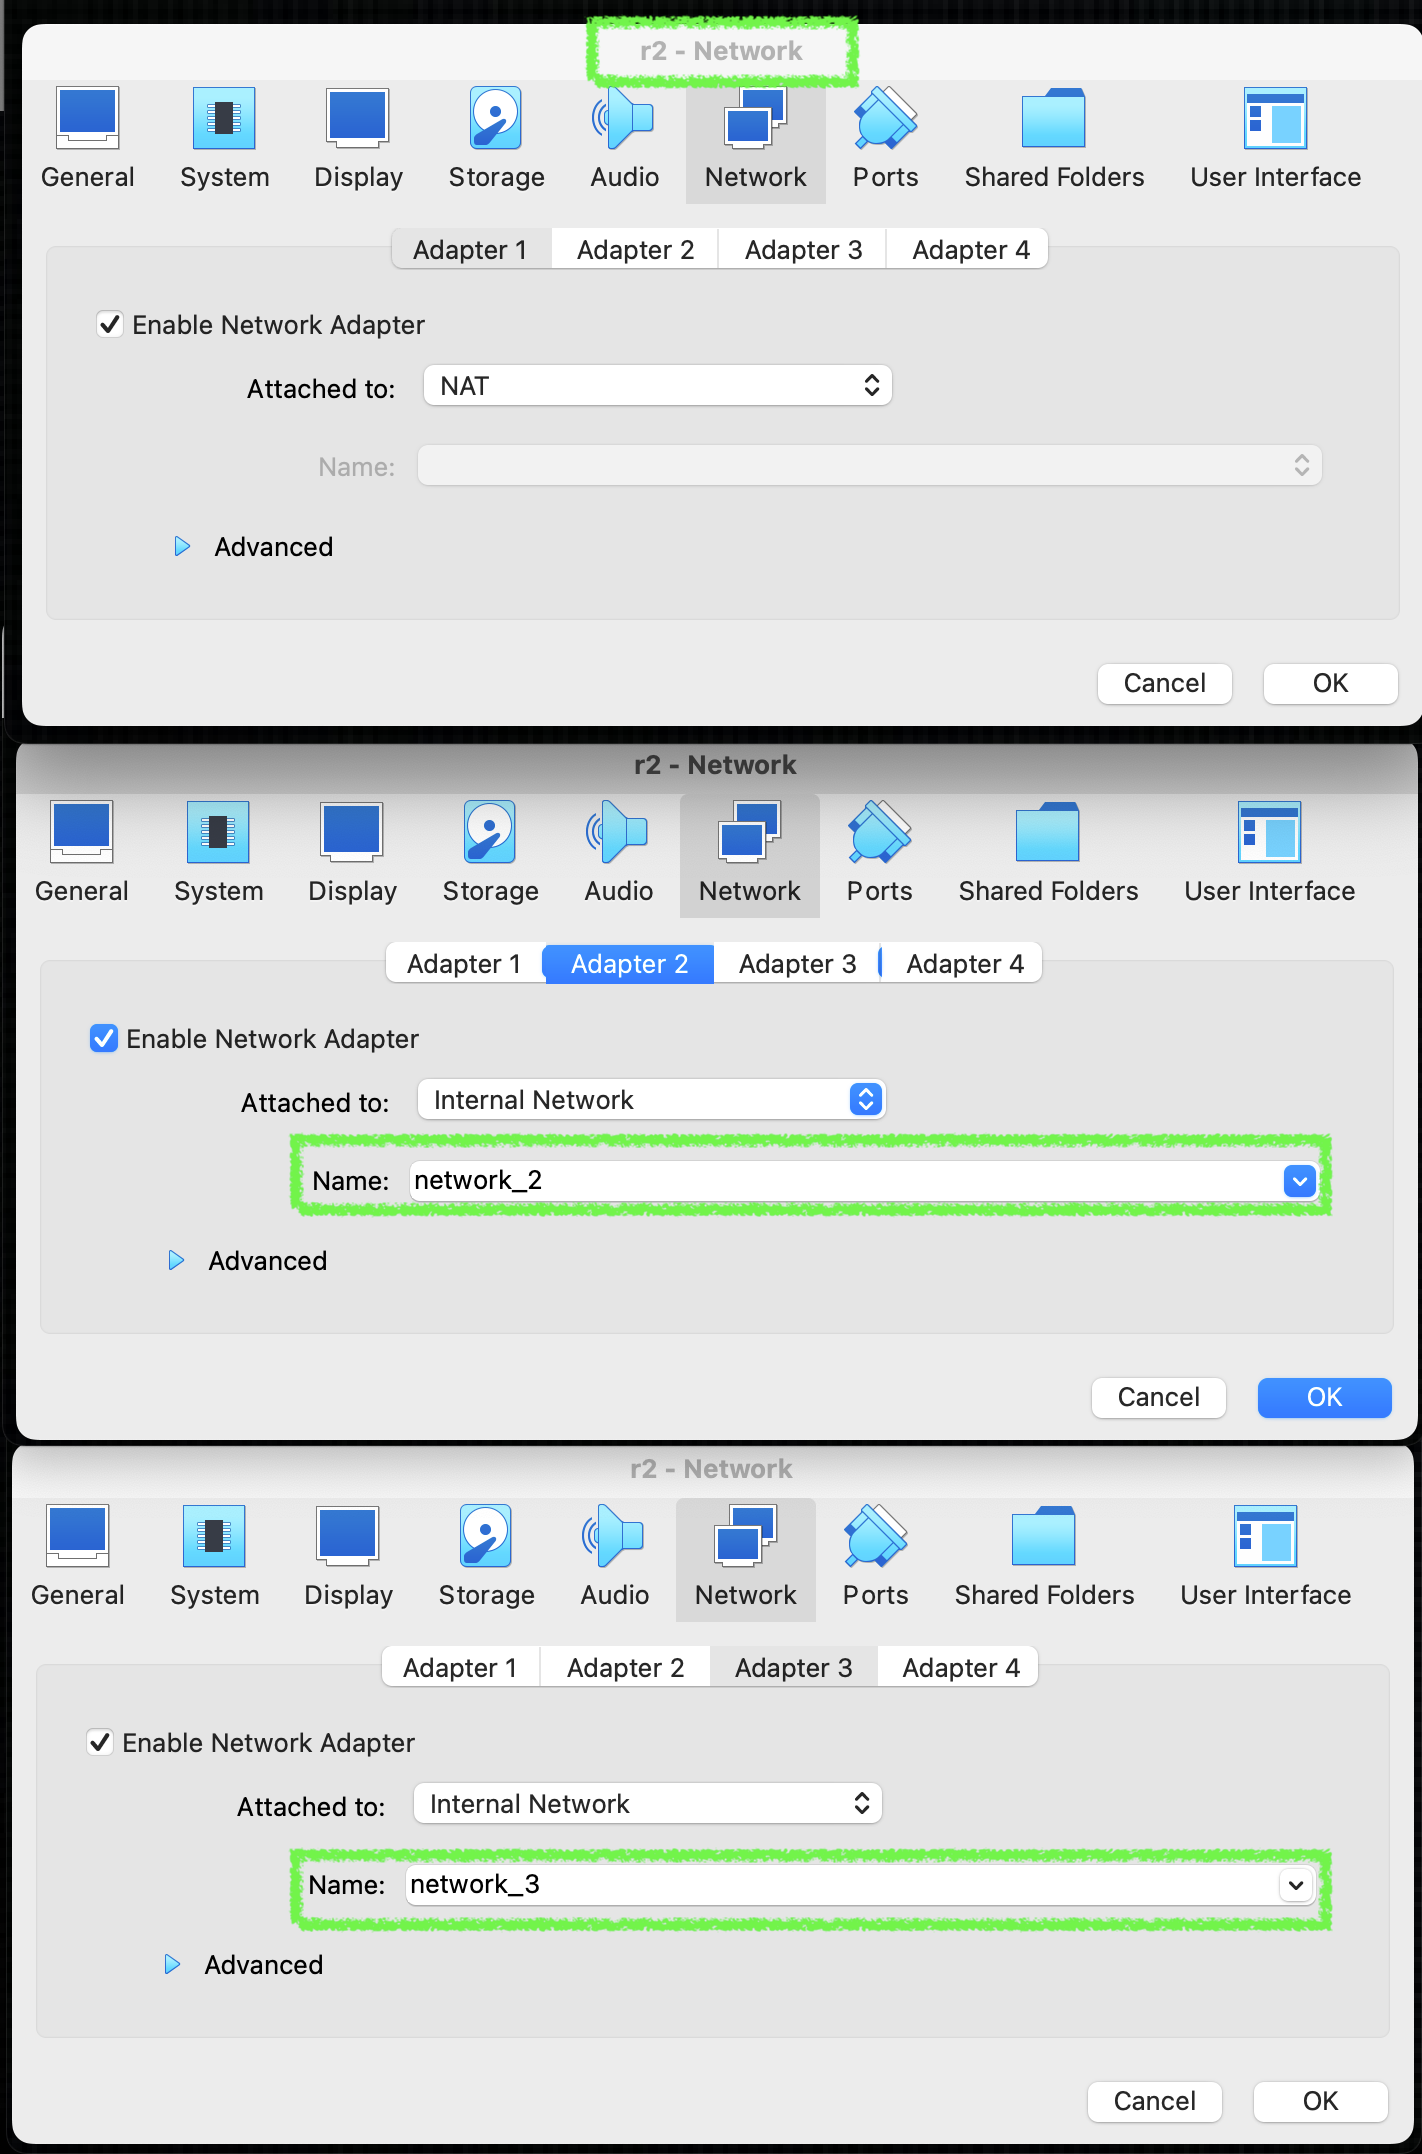 r2 - Network
General System Display Storage Audio Network Ports Shared Folders User Interface
Adapter 1 Adapter 2 Adapter 3 Adapter 4
Enable Network Adapter
Attached to: NAT
Name:
Advanced
Cancel OK
r2 - Network
General System Display Storage Audio Network Ports Shared Folders User Interface
Adapter 1 Adapter 2 Adapter 3 Adapter 4
Enable Network Adapter
Attached to: Internal Network
Name: network_2
Advanced
Cancel OK
r2 - Network
General System Display Storage Audio Network Ports Shared Folders User Interface
Adapter 1 Adapter 2 Adapter 3 Adapter 4
Enable Network Adapter
Attached to: Internal Network
Name: network_3
Advanced
Cancel OK